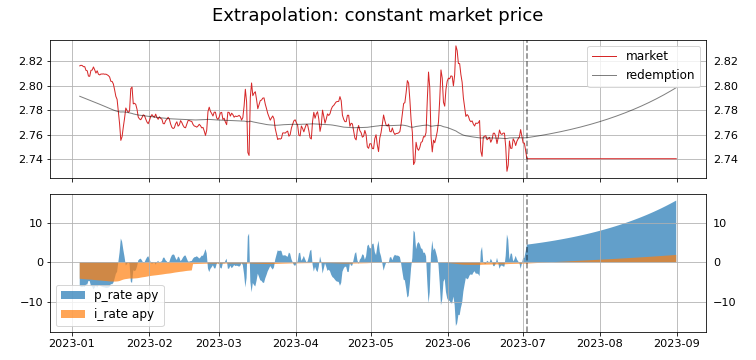 Extrapolation: constant market price
2.82 2.82
2.80 2.80
2.78 2.78
2.76 2.76
2.74 2.74
market
redemption
10 10
0 0
−10 −10
p_rate apy
i_rate apy
2023-01 2023-02 2023-03 2023-04 2023-05 2023-06 2023-07 2023-08 2023-09